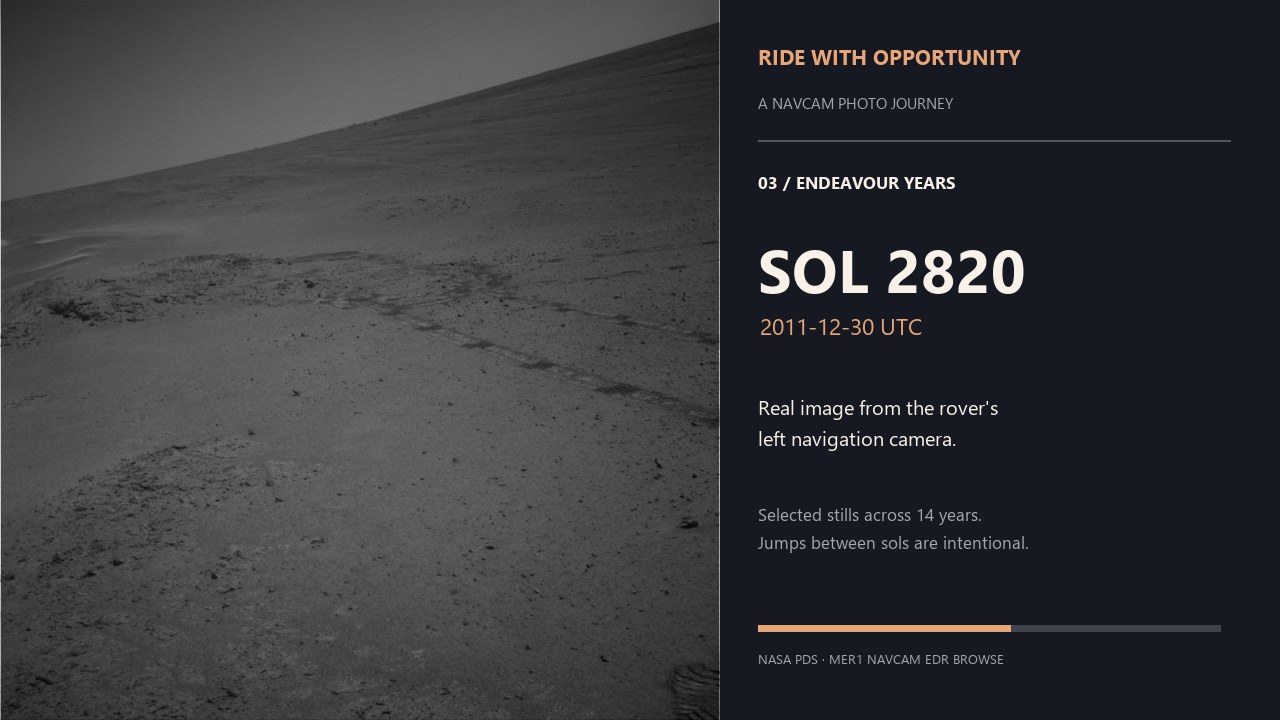 RIDE WITH OPPORTUNITY
A NAVCAM PHOTO JOURNEY
03 / ENDEAVOUR YEARS
SOL 2820
2011-12-30 UTC
Real image from the rover's
left navigation camera.
Selected stills across 14 years.
Jumps between sols are intentional.
NASA PDS · MER1 NAVCAM EDR BROWSE